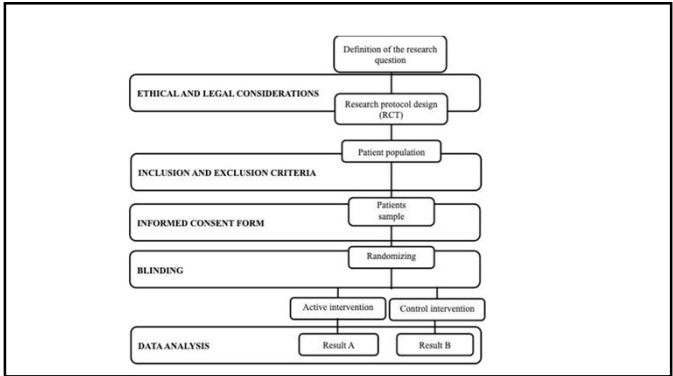 Definition of the research
question
ETHICAL AND LEGAL CONSIDERATIONS
Research protocol design
(RCT)
Patient population
INCLUSION AND EXCLUSION CRITERIA
Patients
sample
INFORMED CONSENT FORM
Randomizing
BLINDING
Active intervention
Control intervention
DATA ANALYSIS
Result A
Result B